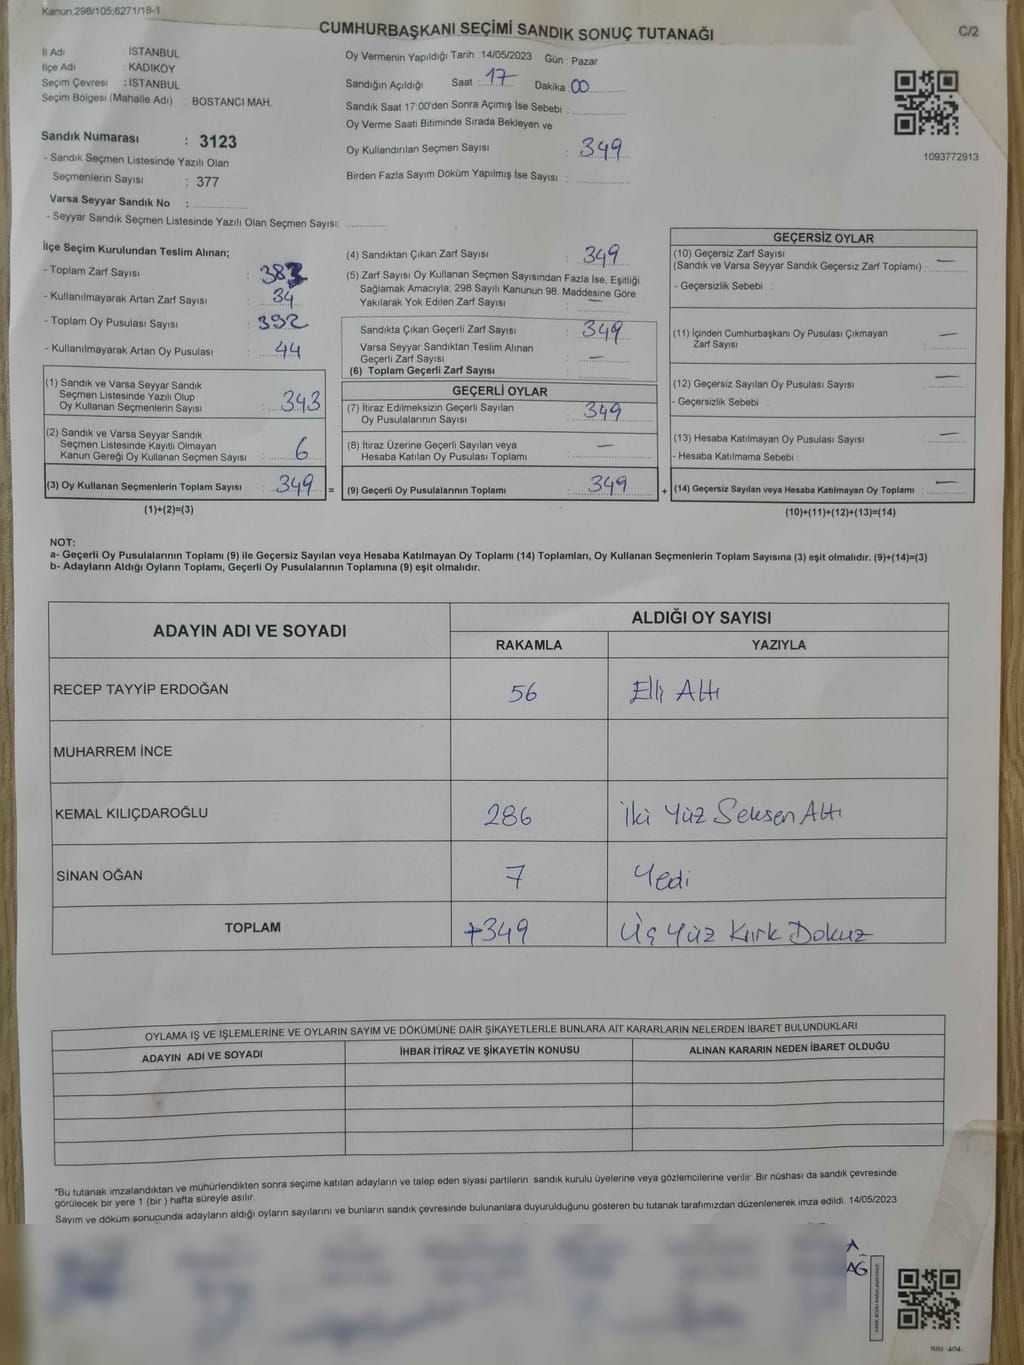 Kanun,298/105,6271/18-1
CUMHURBAŞKANI SEÇİMİ SANDIK SONUÇ TUTANAĞI
C/2
İl Adı : İSTANBUL
İlçe Adı : KADIKÖY
Seçim Çevresi : İSTANBUL
Seçim Bölgesi (Mahalle Adı) : BOSTANCI MAH.
Oy Vermenin Yapıldığı Tarih : 14/05/2023 Gün : Pazar
Sandığın Açıldığı Saat : 17 Dakika : 00
Sandık Saat 17:00'den Sonra Açımış İse Sebebi :
Oy Verme Saati Bitiminde Sırada Bekleyen ve
Oy Kullandırılan Seçmen Sayısı : 349
Birden Fazla Sayım Döküm Yapılmış İse Sayısı :
1093772913
Sandık Numarası : 3123
- Sandık Seçmen Listesinde Yazılı Olan
Seçmenlerin Sayısı : 377
Varsa Seyyar Sandık No :
- Seyyar Sandık Seçmen Listesinde Yazılı Olan Seçmen Sayısı:
İlçe Seçim Kurulundan Teslim Alınan;
- Toplam Zarf Sayısı : 383
- Kullanılmayarak Artan Zarf Sayısı : 34
- Toplam Oy Pusulası Sayısı : 392
- Kullanılmayarak Artan Oy Pusulası : 44
(1) Sandık ve Varsa Seyyar Sandık
Seçmen Listesinde Yazılı Olup
Oy Kullanan Seçmenlerin Sayısı : 343
(2) Sandık ve Varsa Seyyar Sandık
Seçmen Listesinde Kayıtlı Olmayan
Kanun Gereği Oy Kullanan Seçmen Sayısı : 6
(3) Oy Kullanan Seçmenlerin Toplam Sayısı : 349 =
(1)+(2)=(3)
(4) Sandıktan Çıkan Zarf Sayısı : 349
(5) Zarf Sayısı Oy Kullanan Seçmen Sayısından Fazla İse, Eşitliği
Sağlamak Amacıyla; 298 Sayılı Kanunun 98. Maddesine Göre
Yakılarak Yok Edilen Zarf Sayısı : —
Sandıkta Çıkan Geçerli Zarf Sayısı : 349
Varsa Seyyar Sandıktan Teslim Alınan
Geçerli Zarf Sayısı : —
(6) Toplam Geçerli Zarf Sayısı :
GEÇERLİ OYLAR
(7) İtiraz Edilmeksizin Geçerli Sayılan
Oy Pusulalarının Sayısı : 349
(8) İtiraz Üzerine Geçerli Sayılan veya
Hesaba Katılan Oy Pusulası Toplamı : —
(9) Geçerli Oy Pusulalarının Toplamı : 349 +
GEÇERSİZ OYLAR
(10) Geçersiz Zarf Sayısı
(Sandık ve Varsa Seyyar Sandık Geçersiz Zarf Toplamı) : —
- Geçersizlik Sebebi :
(11) İçinden Cumhurbaşkanı Oy Pusulası Çıkmayan
Zarf Sayısı : —
(12) Geçersiz Sayılan Oy Pusulası Sayısı : —
- Geçersizlik Sebebi :
(13) Hesaba Katılmayan Oy Pusulası Sayısı : —
- Hesaba Katılmama Sebebi :
(14) Geçersiz Sayılan veya Hesaba Katılmayan Oy Toplamı : —
(10)+(11)+(12)+(13)=(14)
NOT:
a- Geçerli Oy Pusulalarının Toplamı (9) ile Geçersiz Sayılan veya Hesaba Katılmayan Oy Toplamı (14) Toplamları, Oy Kullanan Seçmenlerin Toplam Sayısına (3) eşit olmalıdır. (9)+(14)=(3)
b- Adayların Aldığı Oyların Toplamı, Geçerli Oy Pusulalarının Toplamına (9) eşit olmalıdır.
ADAYIN ADI VE SOYADI
ALDIĞI OY SAYISI
RAKAMLA YAZIYLA
RECEP TAYYİP ERDOĞAN 56 Elli Altı
MUHARREM İNCE
KEMAL KILIÇDAROĞLU 286 İki Yüz Seksen Altı
SİNAN OĞAN 7 Yedi
TOPLAM +349 Üç Yüz Kırk Dokuz
OYLAMA İŞ VE İŞLEMLERİNE VE OYLARIN SAYIM VE DÖKÜMÜNE DAİR ŞİKAYETLERLE BUNLARA AİT KARARLARIN NELERDEN İBARET BULUNDUKLARI
ADAYIN ADI VE SOYADI İHBAR İTİRAZ VE ŞİKAYETİN KONUSU ALINAN KARARIN NEDEN İBARET OLDUĞU
*Bu tutanak imzalandıktan ve mühürlendikten sonra seçime katılan adayların ve talep eden siyasi partilerin sandık kurulu üyelerine veya gözlemcilerine verilir .Bir nüshası da sandık çevresinde
görülecek bir yere 1 (bir ) hafta süreyle asılır.
Sayım ve döküm sonucunda adayların aldığı oyların sayılarını ve bunların sandık çevresinde bulunanlara duyurulduğunu gösteren bu tutanak tarafımızdan düzenlenerek imza edildi. 14/05/2023
A
AĞ